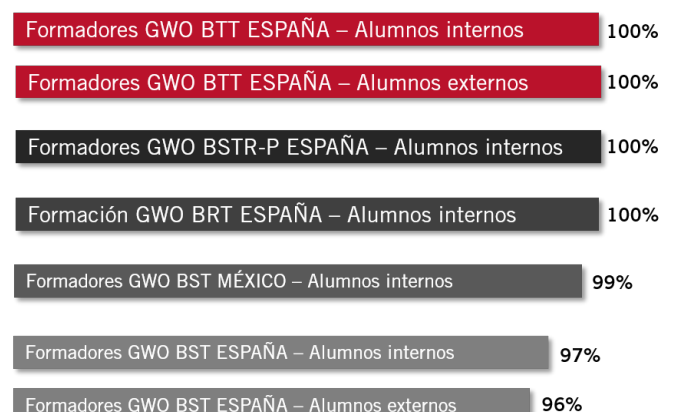 Formadores GWO BTT ESPAÑA – Alumnos internos 100%
Formadores GWO BTT ESPAÑA – Alumnos externos 100%
Formadores GWO BSTR-P ESPAÑA – Alumnos internos 100%
Formación GWO BRT ESPAÑA – Alumnos internos 100%
Formadores GWO BST MÉXICO – Alumnos internos 99%
Formadores GWO BST ESPAÑA – Alumnos internos 97%
Formadores GWO BST ESPAÑA – Alumnos externos 96%